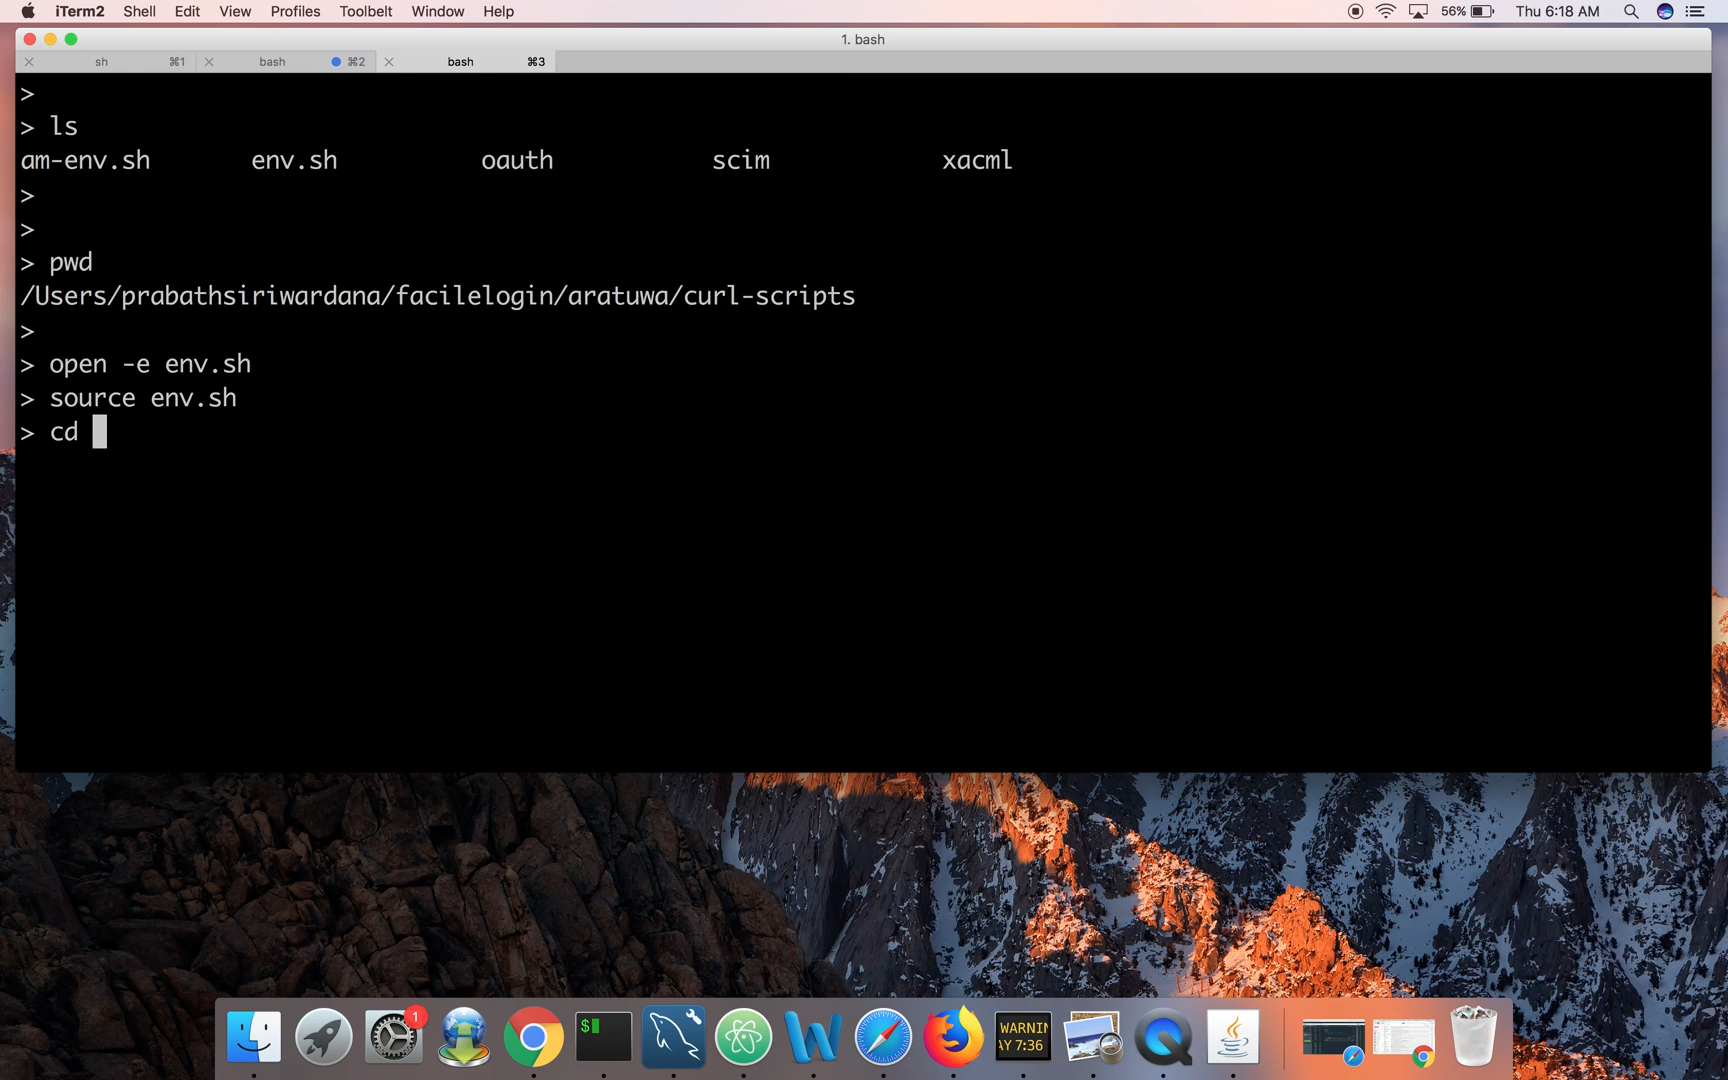 iTerm2 Shell Edit View Profiles Toolbelt Window Help 56% Thu 6:18 AM
1. bash
sh ⌘1 bash ⌘2 bash ⌘3
>
> ls
am-env.sh env.sh oauth scim xacml
>
>
> pwd
/Users/prabathsiriwardana/facilelogin/aratuwa/curl-scripts
>
> open -e env.sh
> source env.sh
> cd
1
$
WARNIN
AY 7:36